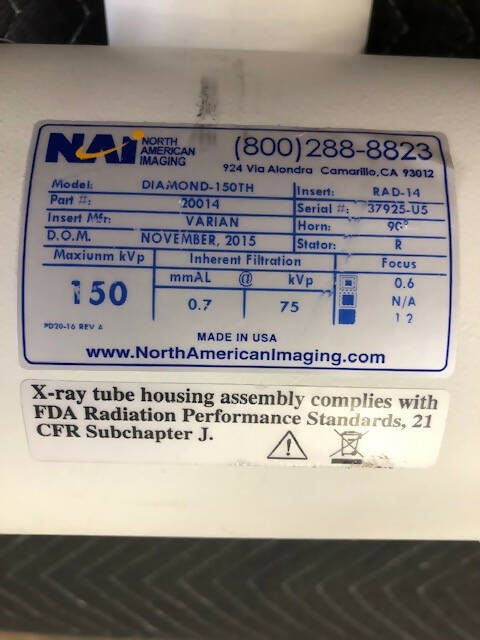 NAI NORTH AMERICAN IMAGING (800)288-8823
924 Via Alondra Camarillo, CA 93012
Model: DIAMOND-150TH Insert: RAD-14
Part #: 20014 Serial #: 37925-U5
Insert Mfr: VARIAN Horn: 90°
D.O.M. NOVEMBER, 2015 Stator: R
Maxiunm kVp Inherent Filtration Focus
mmAL @ kVp 0.6
150 0.7 75 N/A
1 2
PD20-16 REV A
MADE IN USA
www.NorthAmericanImaging.com
X-ray tube housing assembly complies with
FDA Radiation Performance Standards, 21
CFR Subchapter J.